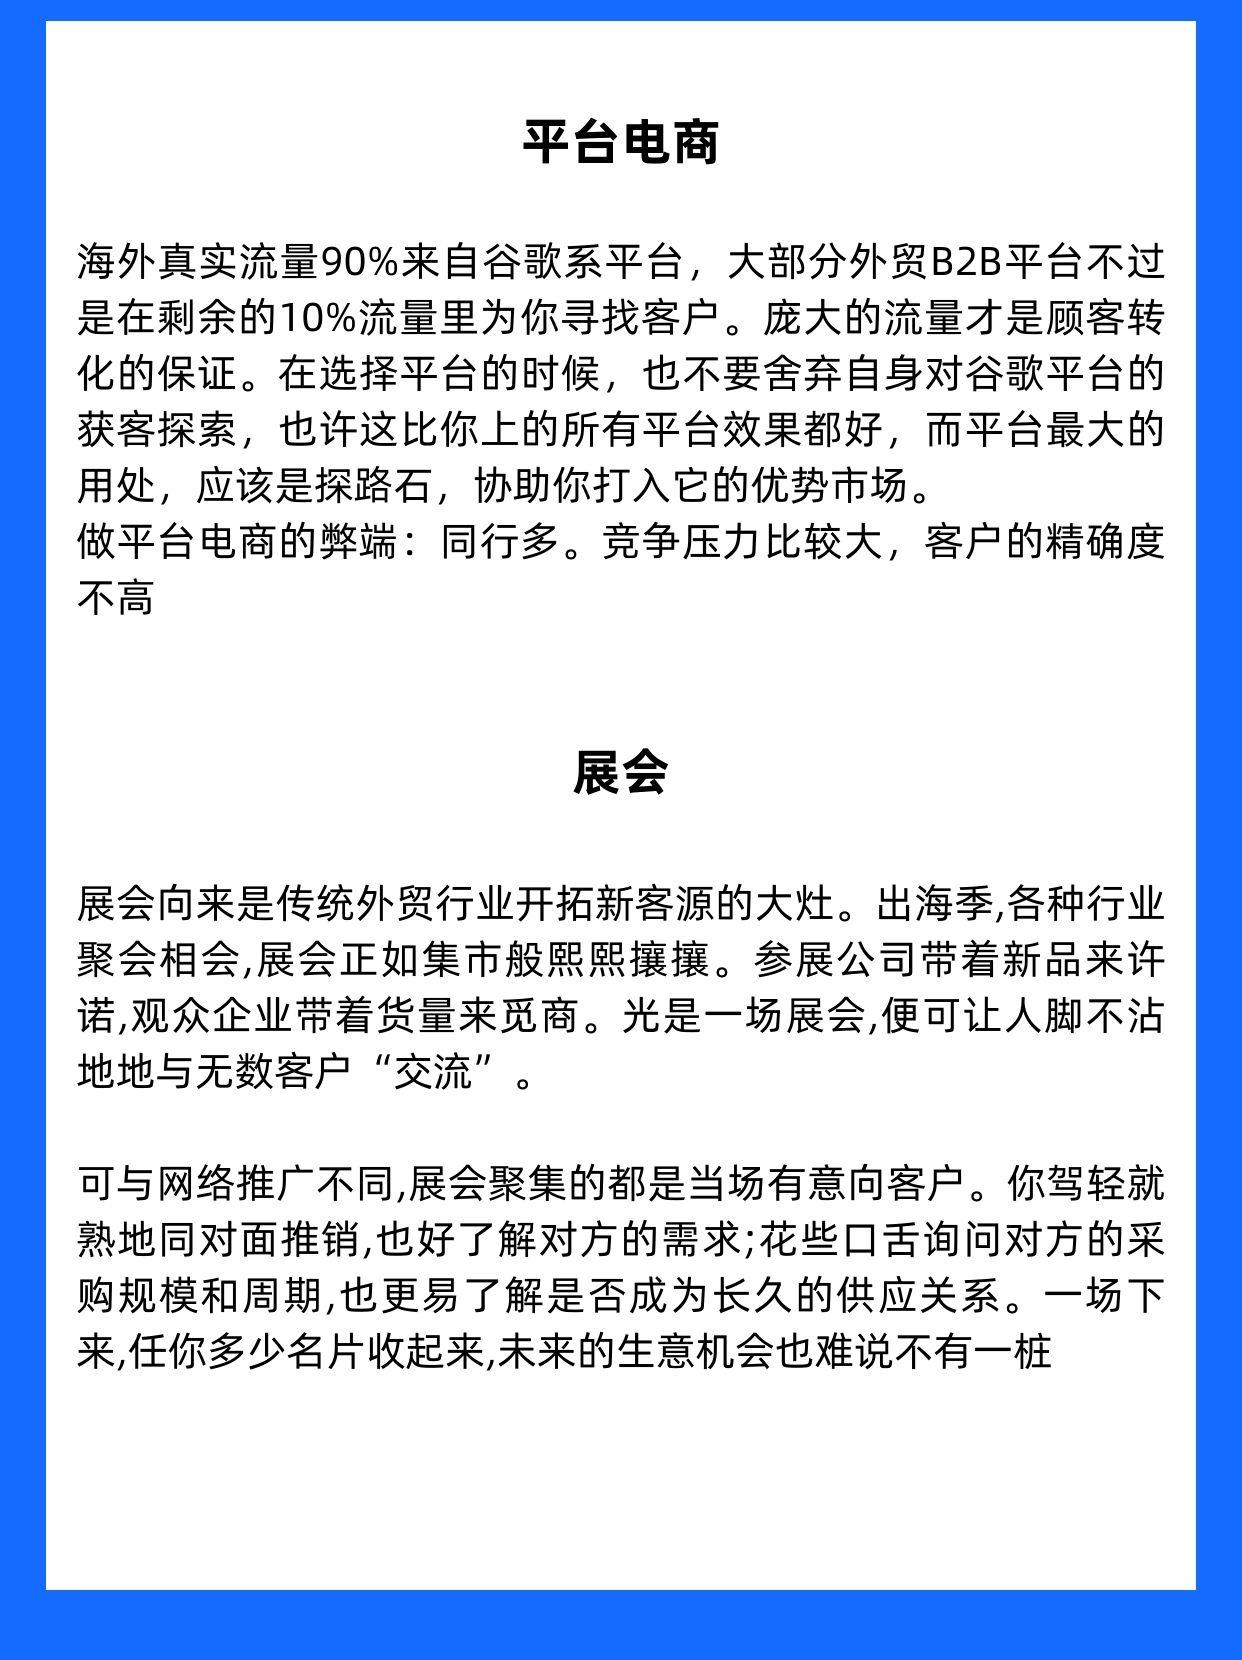 平台电商
海外真实流量90%来自谷歌系平台，大部分外贸B2B平台不过
是在剩余的10%流量里为你寻找客户。庞大的流量才是顾客转
化的保证。在选择平台的时候，也不要舍弃自身对谷歌平台的
获客探索，也许这比你上的所有平台效果都好，而平台最大的
用处，应该是探路石，协助你打入它的优势市场。
做平台电商的弊端：同行多。竞争压力比较大，客户的精确度
不高
展会
展会向来是传统外贸行业开拓新客源的大灶。出海季,各种行业
聚会相会,展会正如集市般熙熙攘攘。参展公司带着新品来许
诺,观众企业带着货量来觅商。光是一场展会,便可让人脚不沾
地地与无数客户“交流”。
可与网络推广不同,展会聚集的都是当场有意向客户。你驾轻就
熟地同对面推销,也好了解对方的需求;花些口舌询问对方的采
购规模和周期,也更易了解是否成为长久的供应关系。一场下
来,任你多少名片收起来,未来的生意机会也难说不有一桩